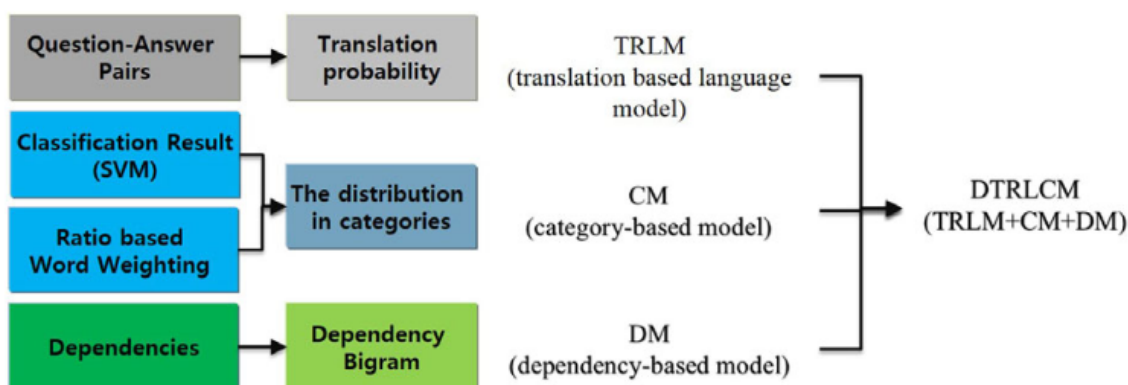 Question-Answer
Pairs
Translation
probability
TRLM
(translation based language
model)
Classification Result
(SVM)
Ratio based
Word Weighting
The distribution
in categories
CM
(category-based model)
DTRLCM
(TRLM+CM+DM)
Dependencies
Dependency
Bigram
DM
(dependency-based model)